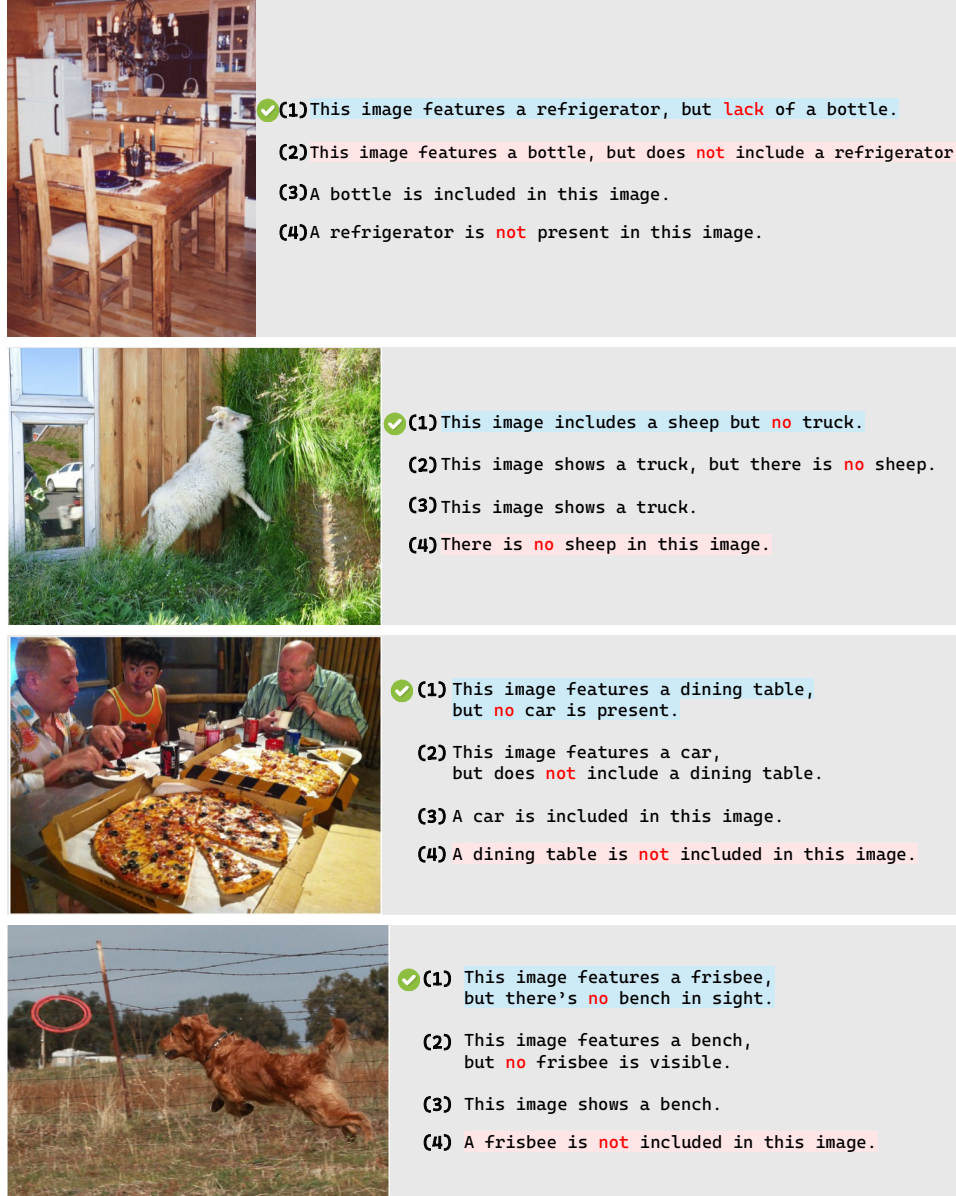 (1) This image features a refrigerator, but lack of a bottle.
(2) This image features a bottle, but does not include a refrigerator
(3) A bottle is included in this image.
(4) A refrigerator is not present in this image.
(1) This image includes a sheep but no truck.
(2) This image shows a truck, but there is no sheep.
(3) This image shows a truck.
(4) There is no sheep in this image.
(1) This image features a dining table,
but no car is present.
(2) This image features a car,
but does not include a dining table.
(3) A car is included in this image.
(4) A dining table is not included in this image.
(1) This image features a frisbee,
but there's no bench in sight.
(2) This image features a bench,
but no frisbee is visible.
(3) This image shows a bench.
(4) A frisbee is not included in this image.